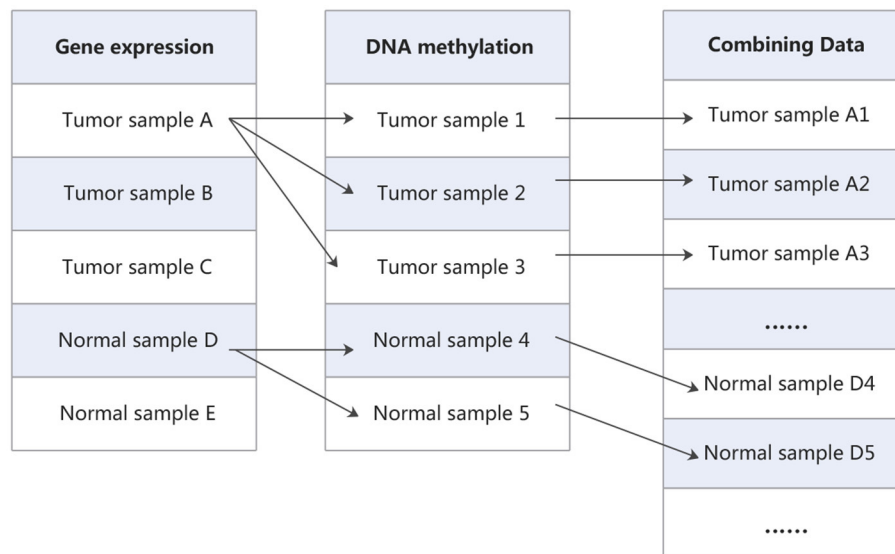 Gene expression
Tumor sample A
Tumor sample B
Tumor sample C
Normal sample D
Normal sample E
DNA methylation
Tumor sample 1
Tumor sample 2
Tumor sample 3
Normal sample 4
Normal sample 5
Combining Data
Tumor sample A1
Tumor sample A2
Tumor sample A3
......
Normal sample D4
Normal sample D5
......